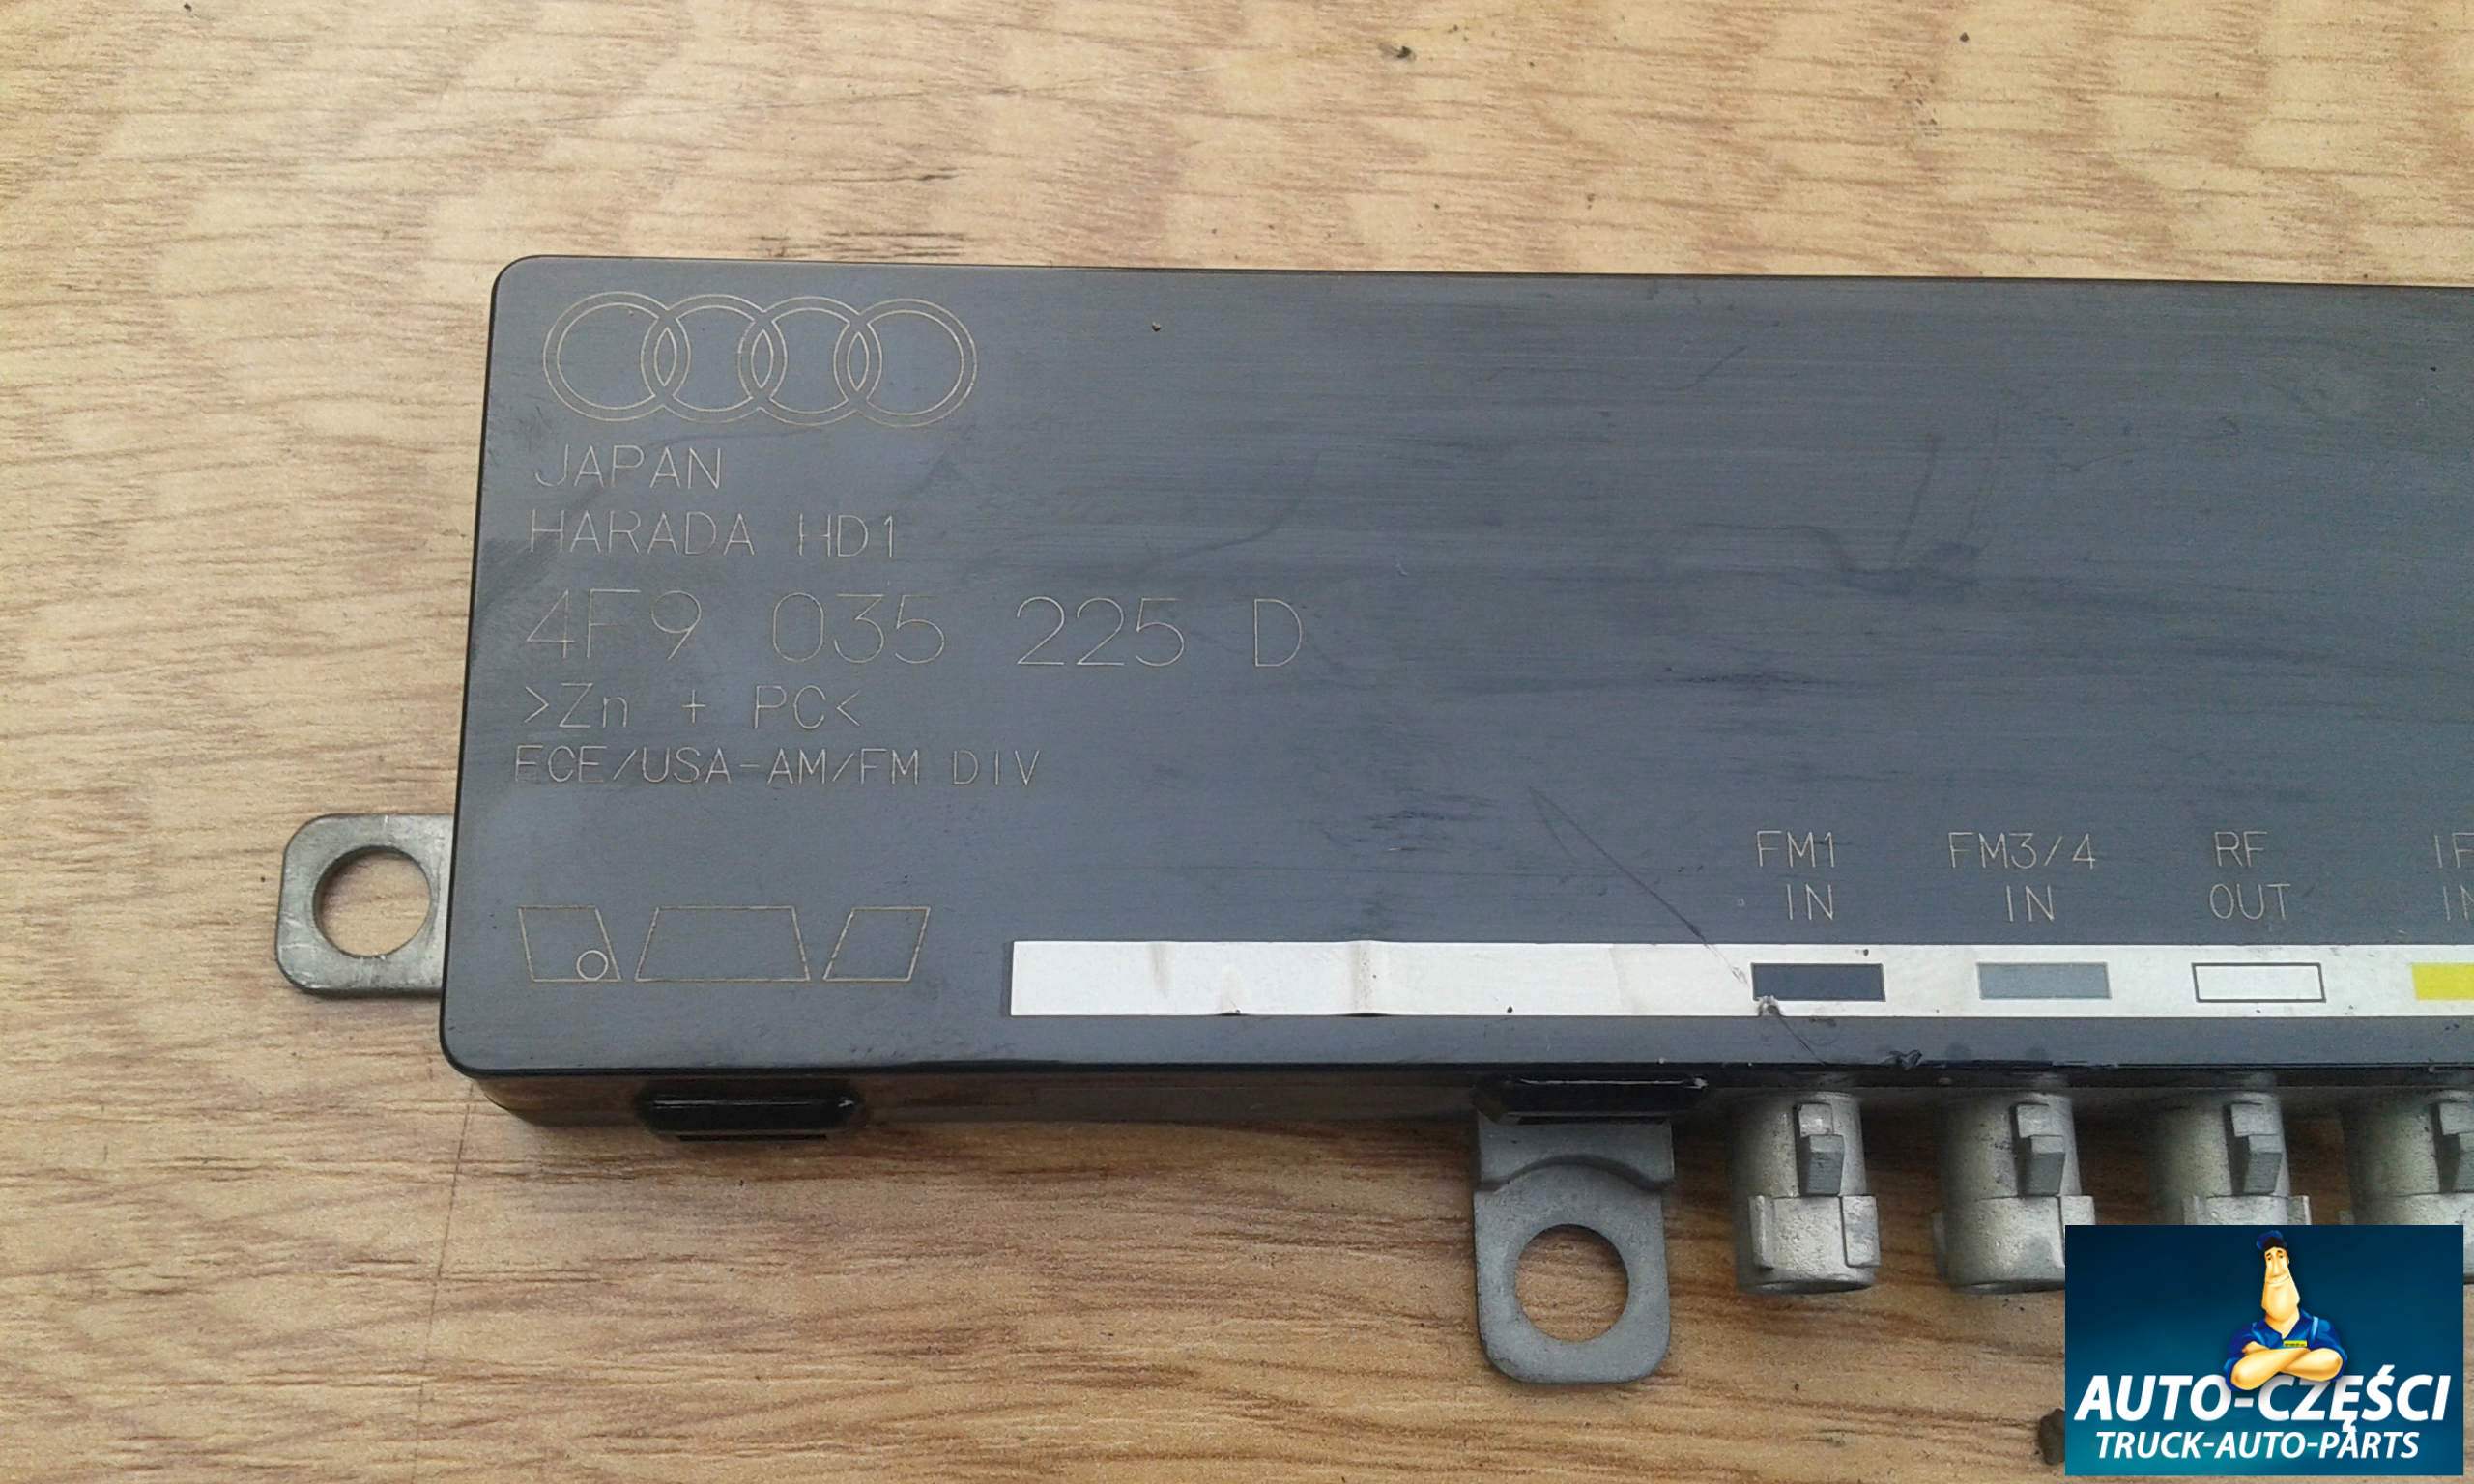 JAPAN
HARADA HD1
4F9 035 225 D
>Zn + PC<
ECE/USA-AM/FM DIV
FM1 IN
FM3/4 IN
RF OUT
AUTO-CZĘŚCI
TRUCK-AUTO-PARTS